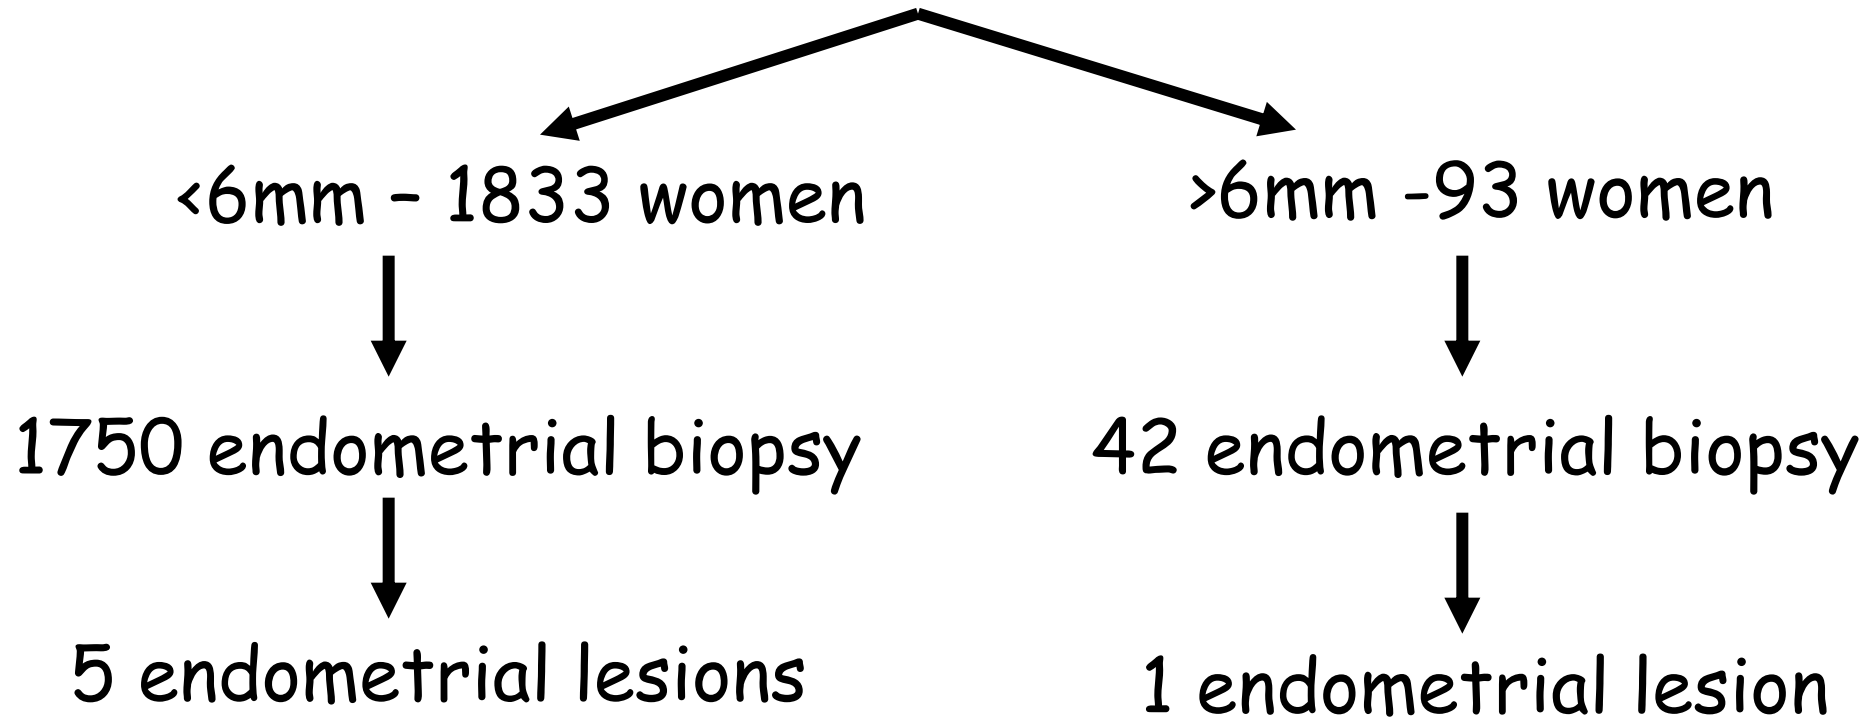 <6mm – 1833 women
>6mm -93 women
1750 endometrial biopsy
42 endometrial biopsy
5 endometrial lesions
1 endometrial lesion